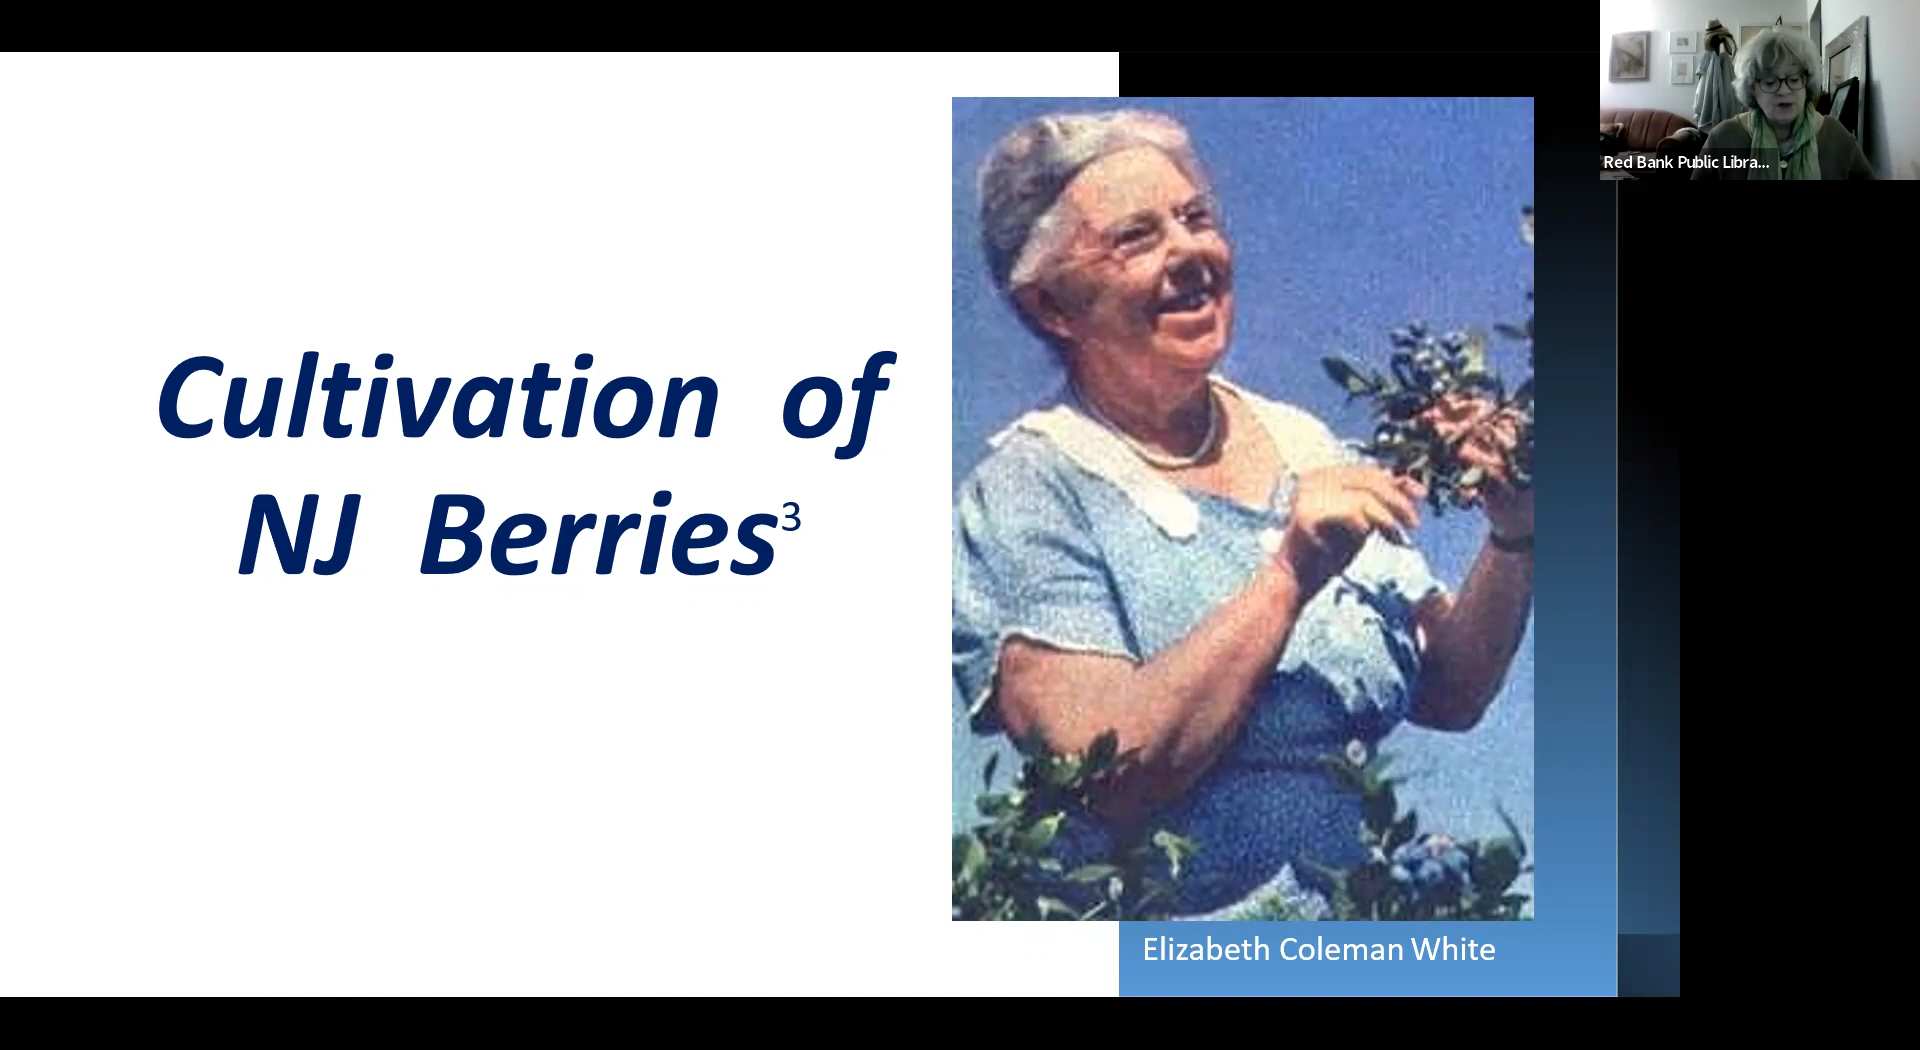 Cultivation of
NJ Berries³
Elizabeth Coleman White
Red Bank Public Libra...